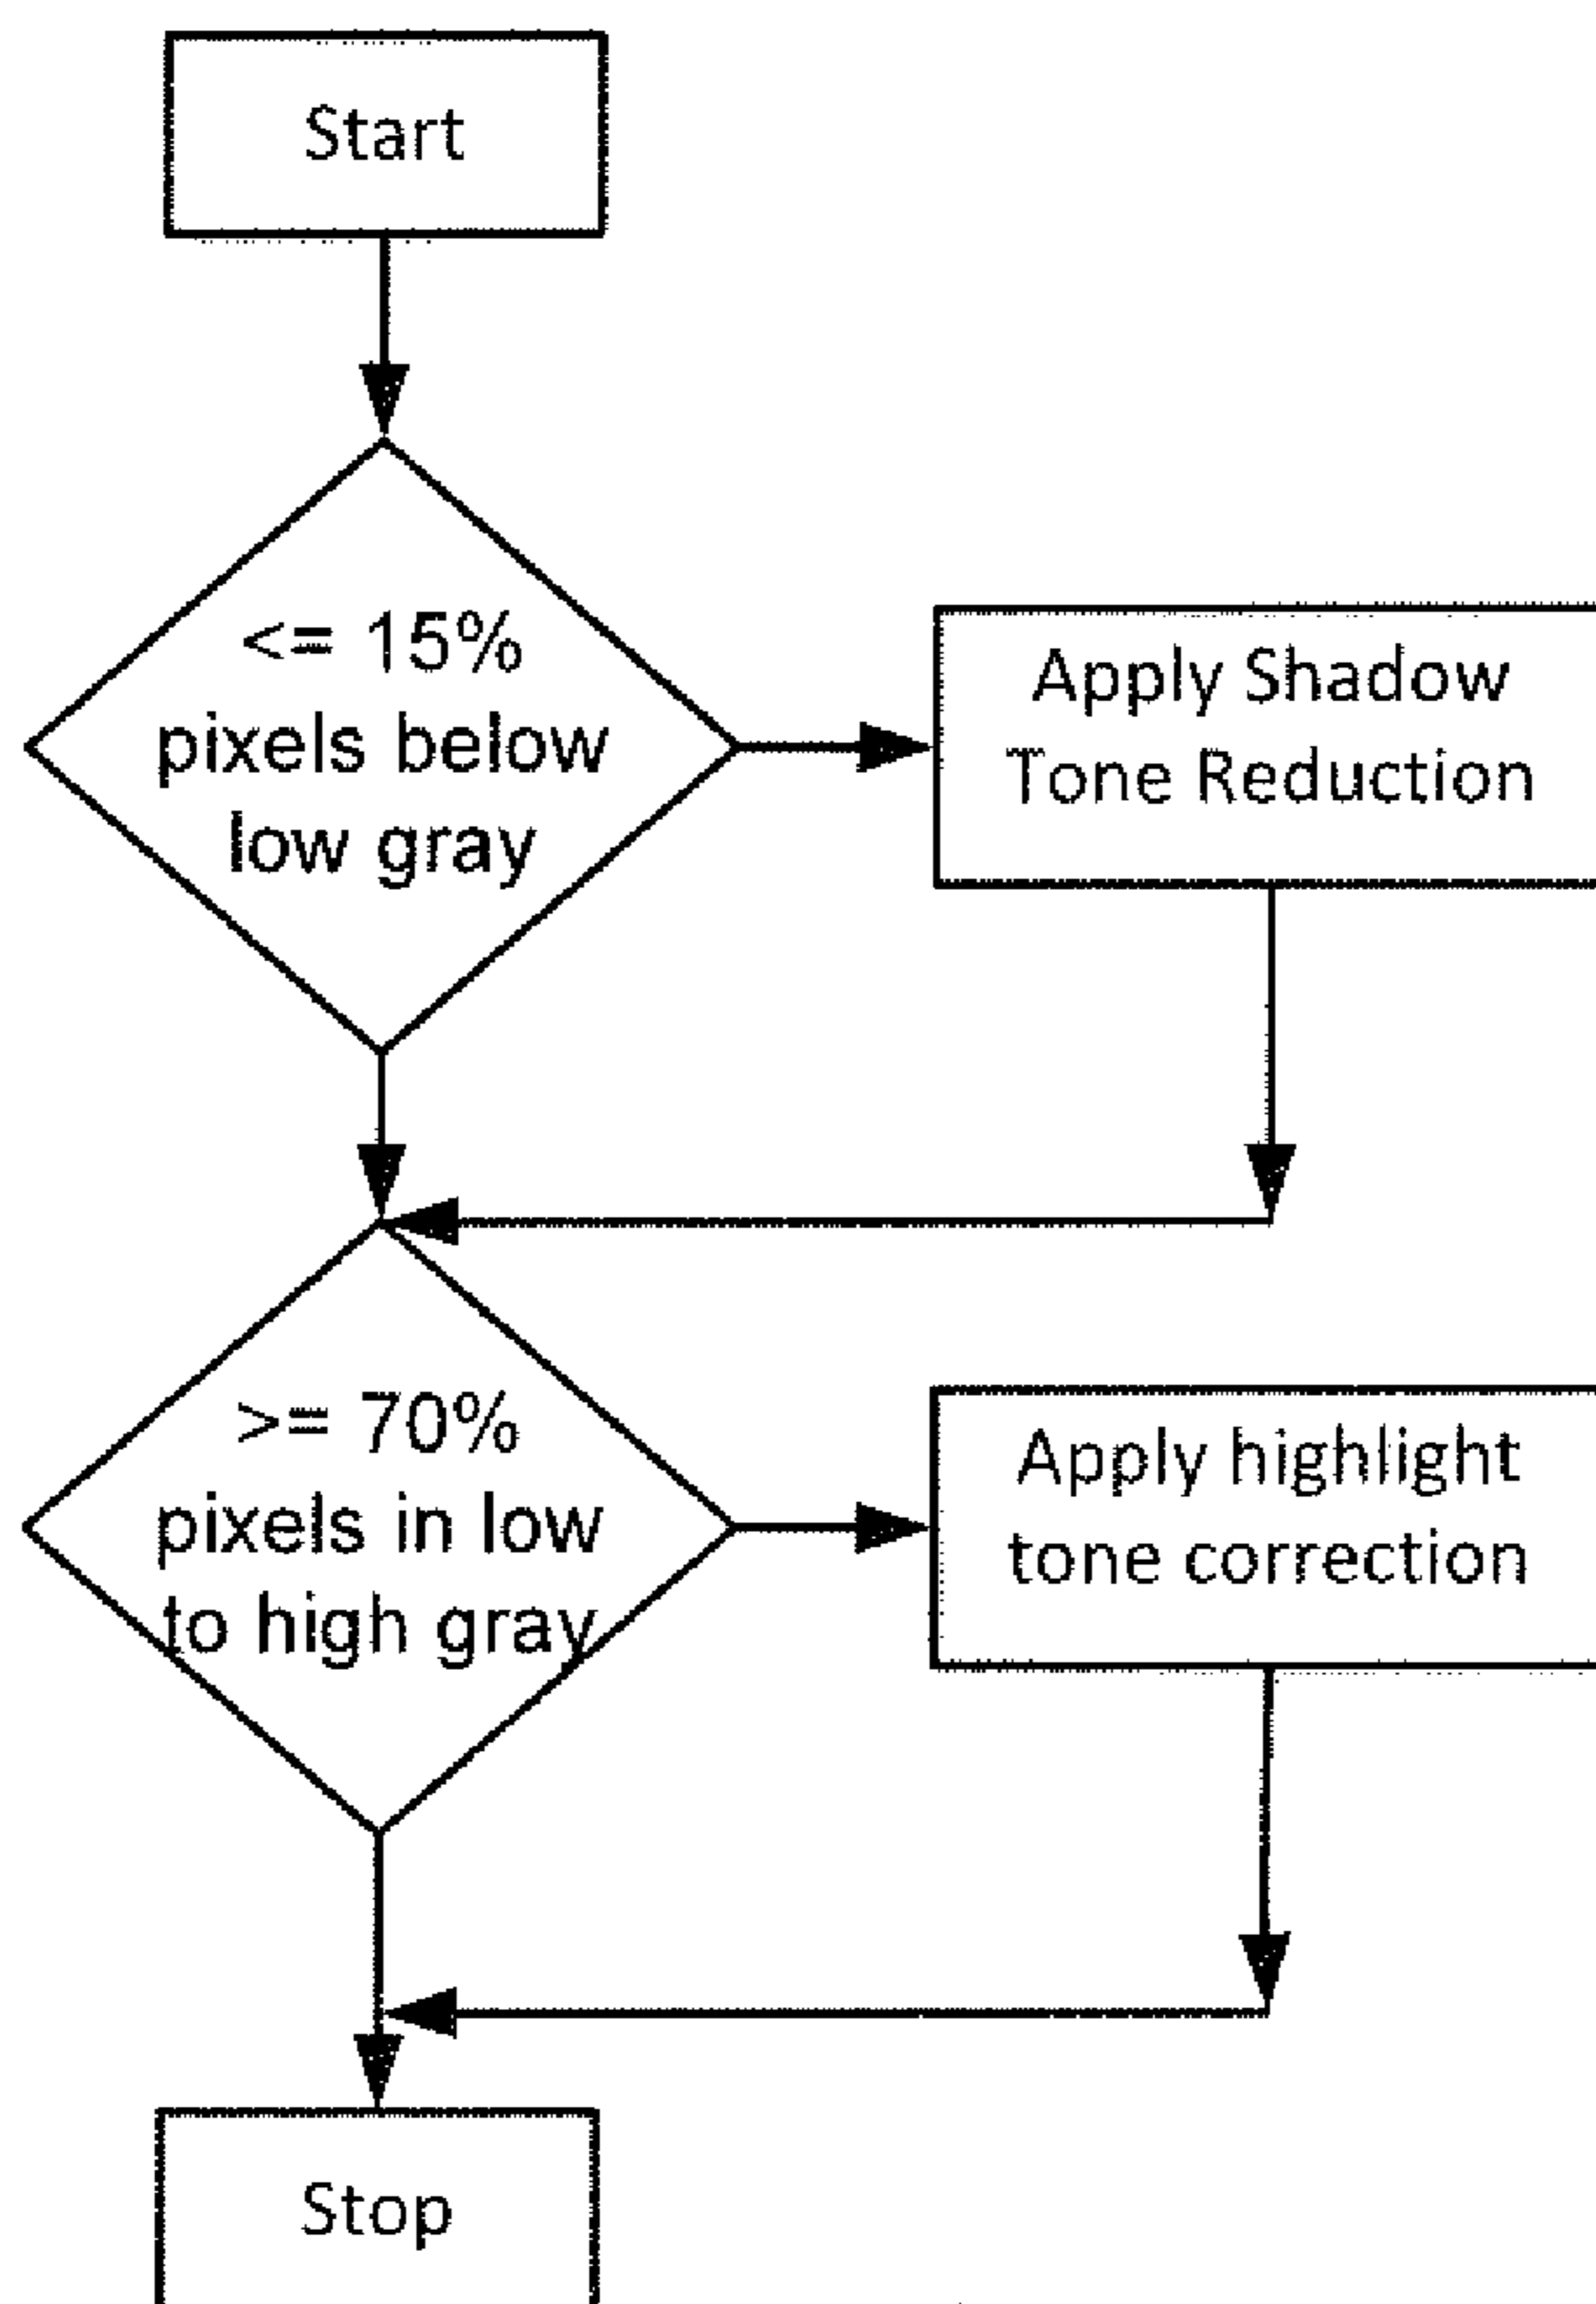 Start
<= 15%
pixels below
low gray
Apply Shadow
Tone Reduction
>= 70%
pixels in low
to high gray
Apply highlight
tone correction
Stop